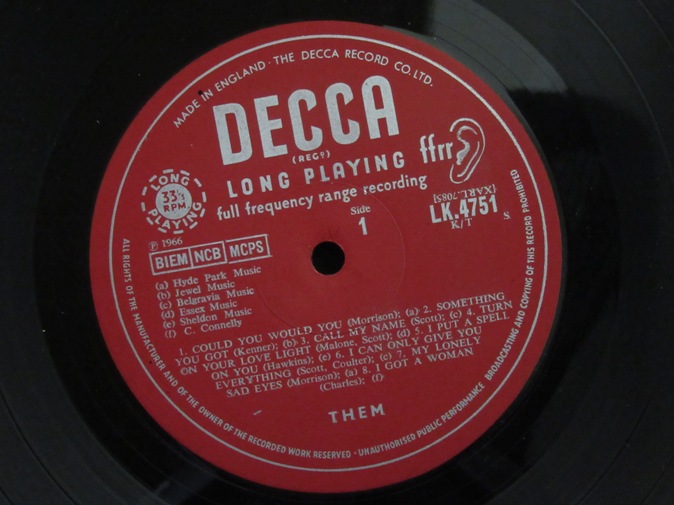 MADE IN ENGLAND · THE DECCA RECORD CO. LTD.
DECCA
(REGD)
LONG PLAYING
ffrr
full frequency range recording
LONG
33⅓
RPM
PLAYING
Side
1
(XARL.7085)
LK.4751
K/T
S
℗ 1966
BIEM NCB MCPS
(a) Hyde Park Music
(b) Jewel Music
(c) Belgravia Music
(d) Essex Music
(e) Sheldon Music
(f) C. Connelly
1. COULD YOU WOULD YOU (Morrison); (a) 2. SOMETHING
YOU GOT (Kenner); (b) 3. CALL MY NAME (Scott); (c) 4. TURN
ON YOUR LOVE LIGHT (Malone, Scott); (d) 5. I PUT A SPELL
ON YOU (Hawkins); (e) 6. I CAN ONLY GIVE YOU
EVERYTHING (Scott, Coulter); (c) 7. MY LONELY
SAD EYES (Morrison); (a) 8. I GOT A WOMAN
(Charles); (f)
THEM
ALL RIGHTS OF THE MANUFACTURER AND OF THE OWNER OF THE RECORDED WORK RESERVED · UNAUTHORISED PUBLIC PERFORMANCE BROADCASTING AND COPYING OF THIS RECORD PROHIBITED